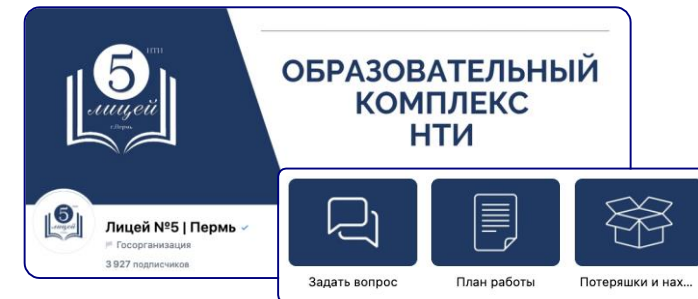 5
НТИ
лицей
г.Пермь
ОБРАЗОВАТЕЛЬНЫЙ
КОМПЛЕКС
НТИ
5
лицей
Лицей №5 | Пермь
Госорганизация
3 927 подписчиков
Задать вопрос
План работы
Потеряшки и нах...